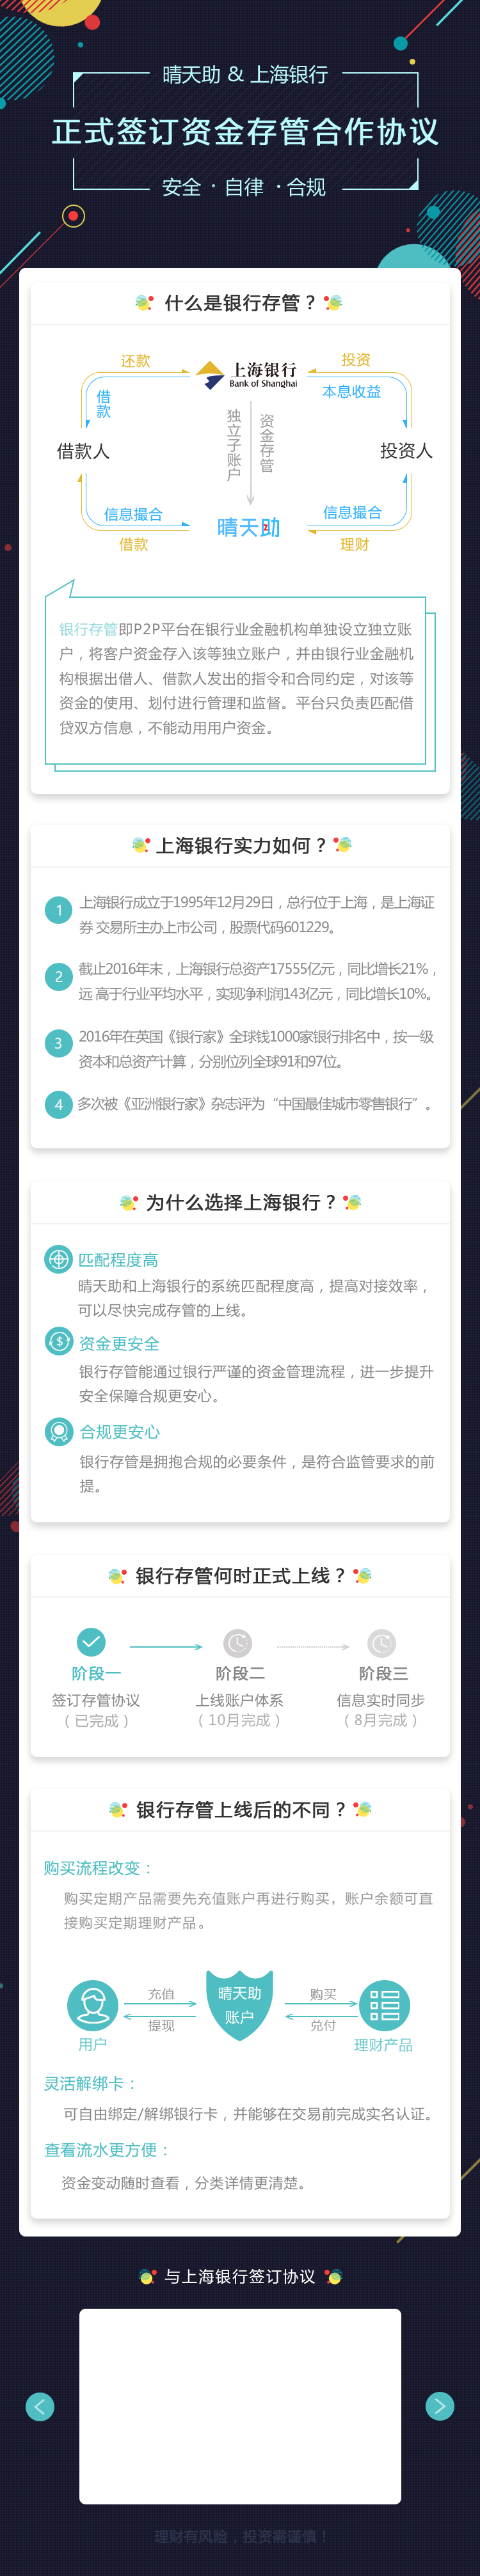 晴天助 & 上海银行
正式签订资金存管合作协议
安全 · 自律 · 合规
什么是银行存管？
还款
投资
上海银行
Bank of Shanghai
借款
本息收益
独立子账户
资金存管
借款人
投资人
信息撮合
晴天助
信息撮合
借款
理财
银行存管即P2P平台在银行业金融机构单独设立独立账
户，将客户资金存入该等独立账户，并由银行业金融机
构根据出借人、借款人发出的指令和合同约定，对该等
资金的使用、划付进行管理和监督。平台只负责匹配借
贷双方信息，不能动用用户资金。
上海银行实力如何？
1
上海银行成立于1995年12月29日，总行位于上海，是上海证
券 交易所主办上市公司，股票代码601229。
2
截止2016年末，上海银行总资产17555亿元，同比增长21%，
远 高于行业平均水平，实现净利润143亿元，同比增长10%。
3
2016年在英国《银行家》全球钱1000家银行排名中，按一级
资本和总资产计算，分别位列全球91和97位。
4
多次被《亚洲银行家》杂志评为“中国最佳城市零售银行”。
为什么选择上海银行？
匹配程度高
晴天助和上海银行的系统匹配程度高，提高对接效率，
可以尽快完成存管的上线。
资金更安全
银行存管能通过银行严谨的资金管理流程，进一步提升
安全保障合规更安心。
合规更安心
银行存管是拥抱合规的必要条件，是符合监管要求的前
提。
银行存管何时正式上线？
阶段一
阶段二
阶段三
签订存管协议
上线账户体系
信息实时同步
（已完成）
（10月完成）
（8月完成）
银行存管上线后的不同？
购买流程改变：
购买定期产品需要先充值账户再进行购买，账户余额可直
接购买定期理财产品。
充值
晴天助
账户
购买
提现
兑付
用户
理财产品
灵活解绑卡：
可自由绑定/解绑银行卡，并能够在交易前完成实名认证。
查看流水更方便：
资金变动随时查看，分类详情更清楚。
与上海银行签订协议
理财有风险，投资需谨慎！